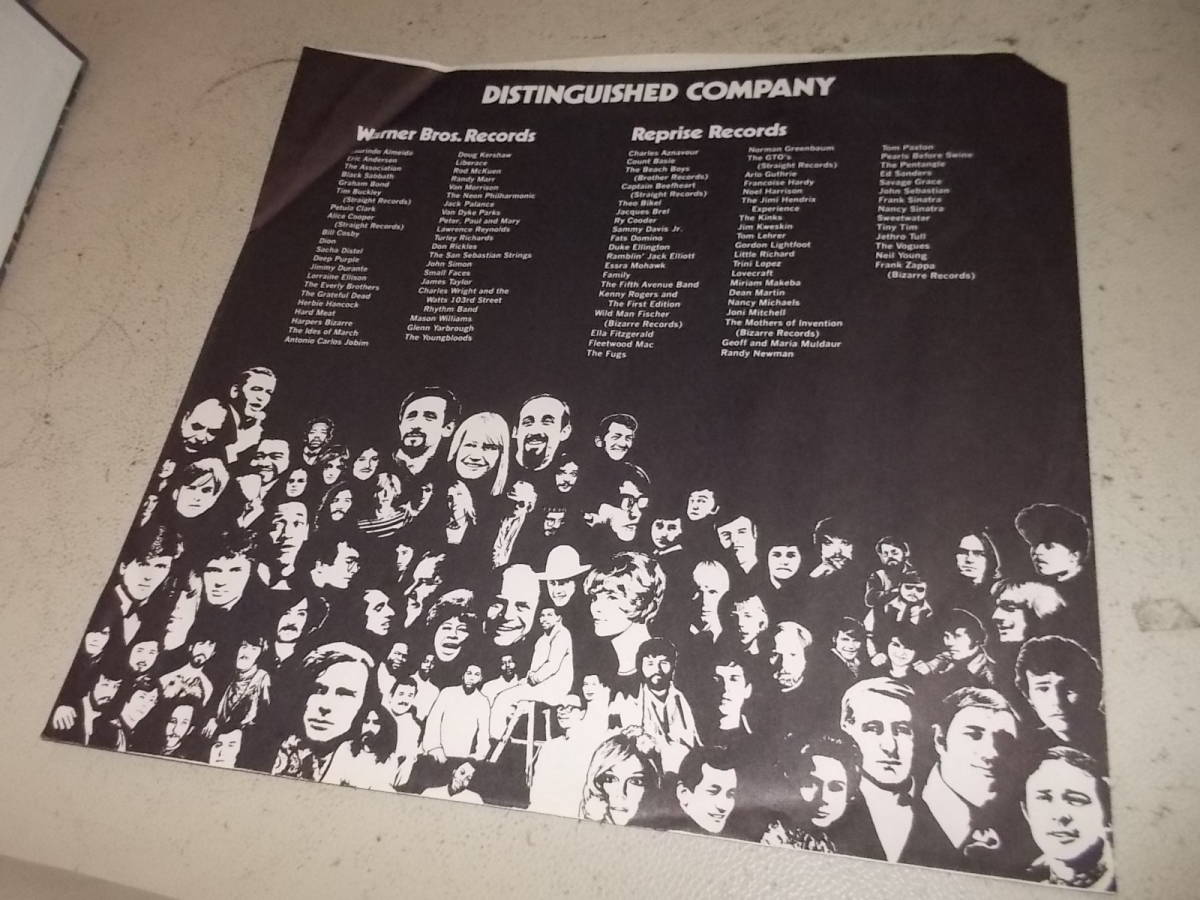 DISTINGUISHED COMPANY
Warner Bros. Records
Laurindo Almeida
Eric Andersen
The Association
Black Sabbath
Graham Bond
Tim Buckley
(Straight Records)
Petula Clark
Alice Cooper
(Straight Records)
Bill Cosby
Dion
Sacha Distel
Deep Purple
Jimmy Durante
Lorraine Ellison
The Everly Brothers
The Grateful Dead
Herbie Hancock
Hard Meat
Harpers Bizarre
The Ides of March
Antonio Carlos Jobim
Doug Kershaw
Liberace
Rod McKuen
Randy Marr
Van Morrison
The Neon Philharmonic
Jack Palance
Van Dyke Parks
Peter, Paul and Mary
Lawrence Reynolds
Turley Richards
Don Rickles
The San Sebastian Strings
John Simon
Small Faces
James Taylor
Charles Wright and the
Watts 103rd Street
Rhythm Band
Mason Williams
Glenn Yarbrough
The Youngbloods
Reprise Records
Charles Aznavour
Count Basie
The Beach Boys
(Brother Records)
Captain Beefheart
(Straight Records)
Theo Bikel
Jacques Brel
Ry Cooder
Sammy Davis Jr.
Fats Domino
Duke Ellington
Ramblin' Jack Elliott
Essra Mohawk
Family
The Fifth Avenue Band
Kenny Rogers and
The First Edition
Wild Man Fischer
(Bizarre Records)
Ella Fitzgerald
Fleetwood Mac
The Fugs
Norman Greenbaum
The GTO's
(Straight Records)
Arlo Guthrie
Francoise Hardy
Noel Harrison
The Jimi Hendrix
Experience
The Kinks
Jim Kweskin
Tom Lehrer
Gordon Lightfoot
Little Richard
Trini Lopez
Lovecraft
Miriam Makeba
Dean Martin
Nancy Michaels
Joni Mitchell
The Mothers of Invention
(Bizarre Records)
Geoff and Maria Muldaur
Randy Newman
Tom Paxton
Pearls Before Swine
The Pentangle
Ed Sanders
Savage Grace
John Sebastian
Frank Sinatra
Nancy Sinatra
Sweetwater
Tiny Tim
Jethro Tull
The Vogues
Neil Young
Frank Zappa
(Bizarre Records)